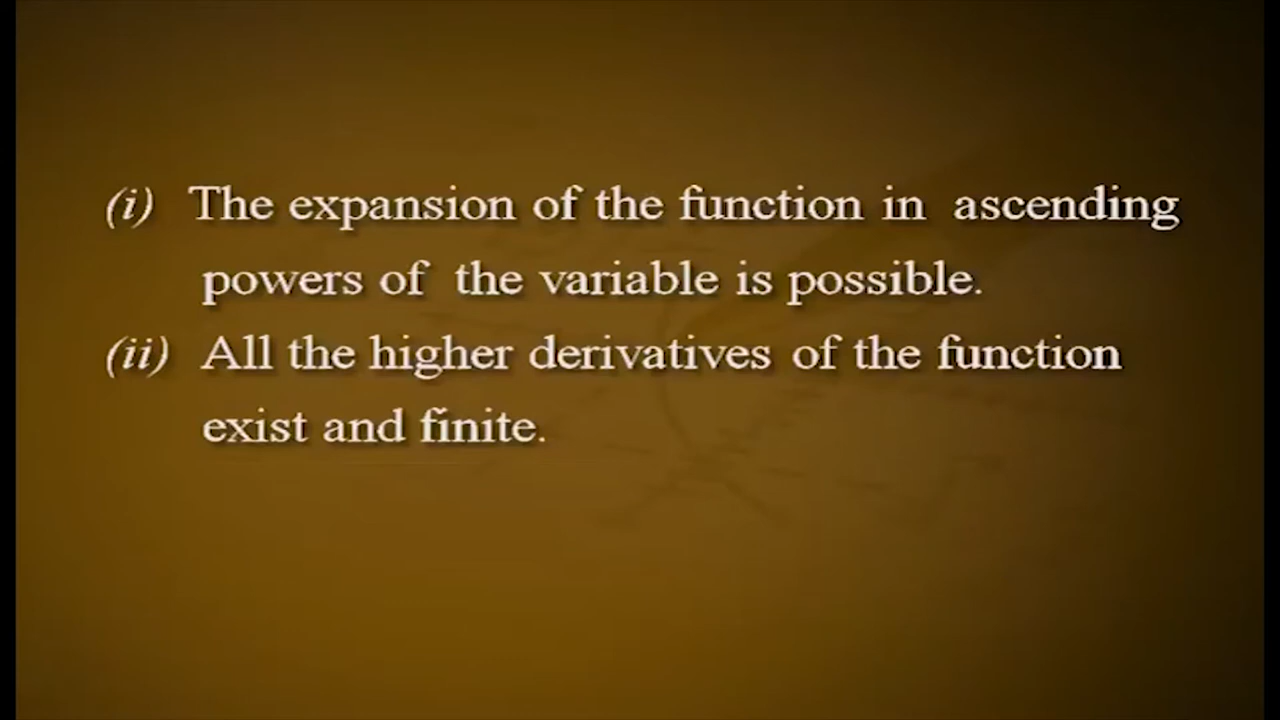 (i) The expansion of the function in ascending
powers of the variable is possible.
(ii) All the higher derivatives of the function
exist and finite.